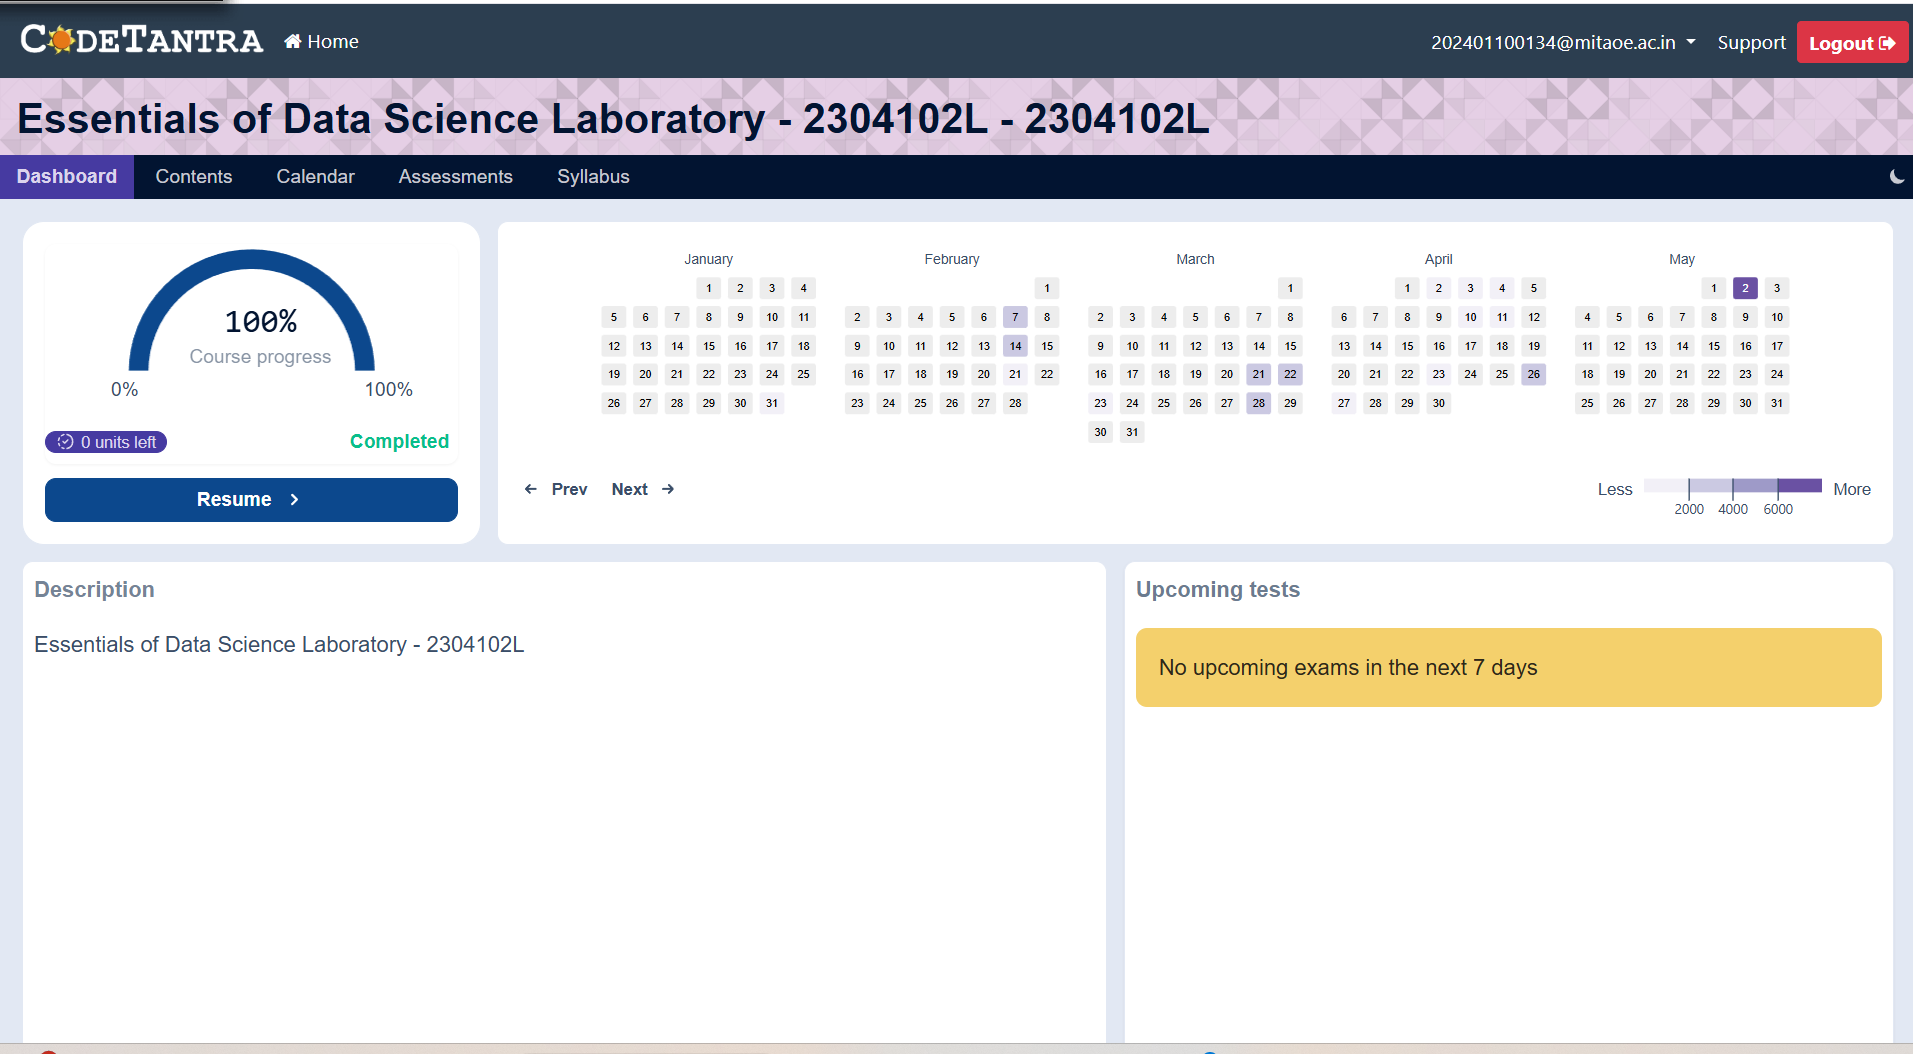 CODETANTRA Home 202401100134@mitaoe.ac.in Support Logout
Essentials of Data Science Laboratory - 2304102L - 2304102L
Dashboard Contents Calendar Assessments Syllabus
100%
Course progress
0% 100%
0 units left Completed
Resume
January
1 2 3 4
5 6 7 8 9 10 11
12 13 14 15 16 17 18
19 20 21 22 23 24 25
26 27 28 29 30 31
February
1
2 3 4 5 6 7 8
9 10 11 12 13 14 15
16 17 18 19 20 21 22
23 24 25 26 27 28
March
1
2 3 4 5 6 7 8
9 10 11 12 13 14 15
16 17 18 19 20 21 22
23 24 25 26 27 28 29
30 31
April
1 2 3 4 5
6 7 8 9 10 11 12
13 14 15 16 17 18 19
20 21 22 23 24 25 26
27 28 29 30
May
1 2 3
4 5 6 7 8 9 10
11 12 13 14 15 16 17
18 19 20 21 22 23 24
25 26 27 28 29 30 31
Prev Next
Less More
2000 4000 6000
Description
Essentials of Data Science Laboratory - 2304102L
Upcoming tests
No upcoming exams in the next 7 days